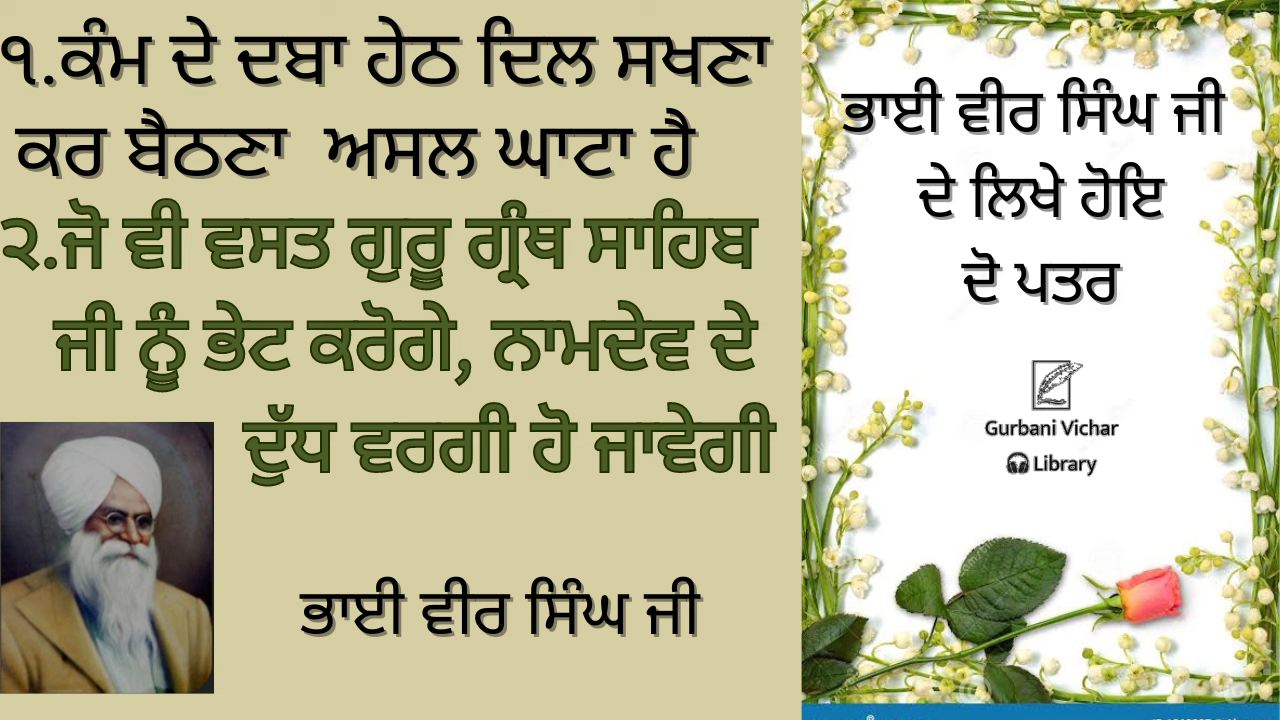 ੧.ਕੰਮ ਦੇ ਦਬਾ ਹੇਠ ਦਿਲ ਸਖਣਾ
ਕਰ ਬੈਠਣਾ ਅਸਲ ਘਾਟਾ ਹੈ
੨.ਜੋ ਵੀ ਵਸਤ ਗੁਰੂ ਗ੍ਰੰਥ ਸਾਹਿਬ
ਜੀ ਨੂੰ ਭੇਟ ਕਰੋਗੇ, ਨਾਮਦੇਵ ਦੇ
ਦੁੱਧ ਵਰਗੀ ਹੋ ਜਾਵੇਗੀ
ਭਾਈ ਵੀਰ ਸਿੰਘ ਜੀ
ਭਾਈ ਵੀਰ ਸਿੰਘ ਜੀ
ਦੇ ਲਿਖੇ ਹੋਇ
ਦੋ ਪਤਰ
Gurbani Vichar
Library